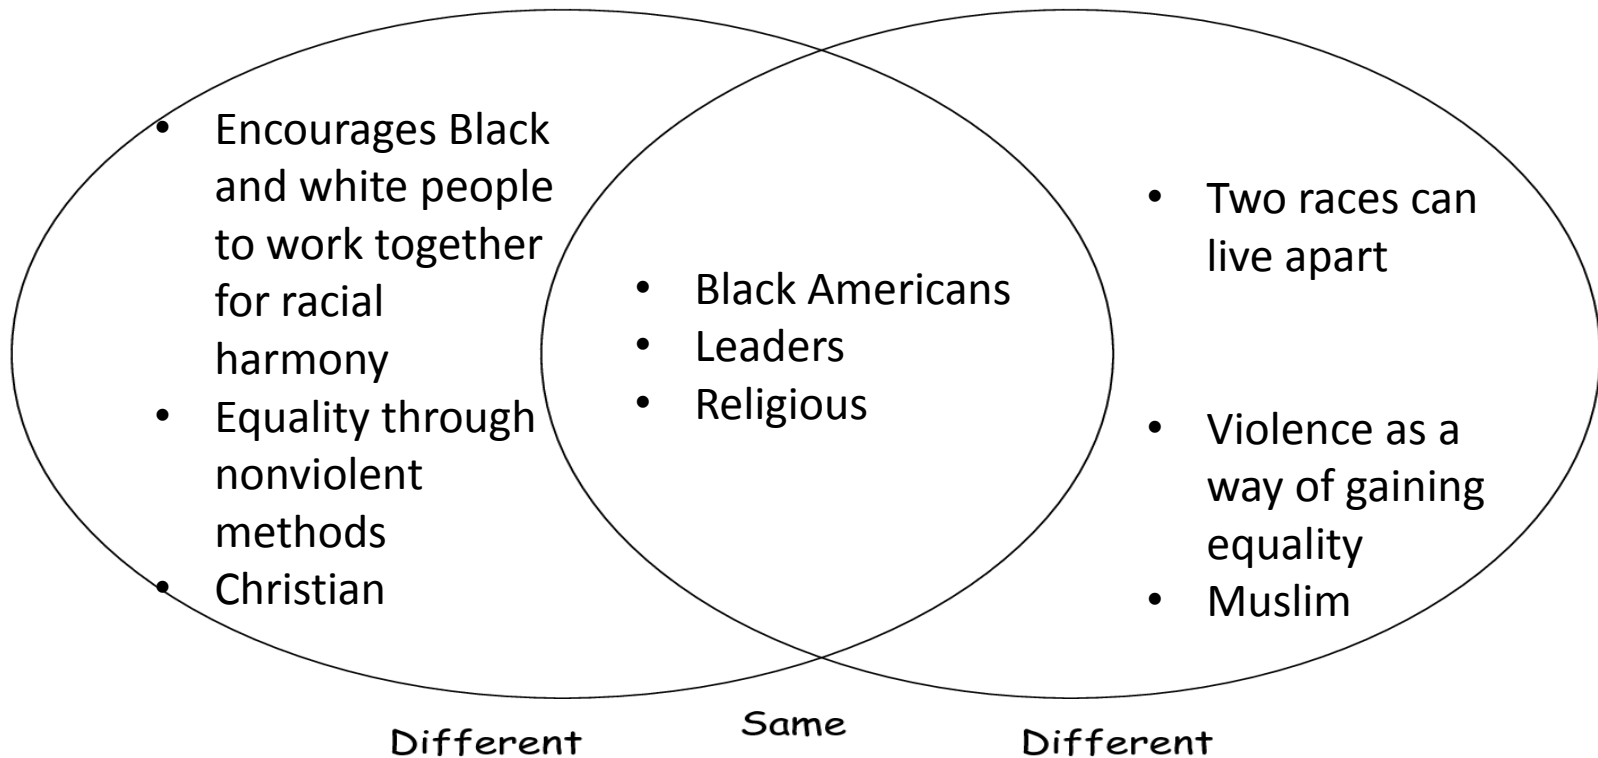 • Encourages Black
and white people
to work together
for racial
harmony
• Equality through
nonviolent
methods
• Christian
• Black Americans
• Leaders
• Religious
• Two races can
live apart
• Violence as a
way of gaining
equality
• Muslim
Different
Same
Different